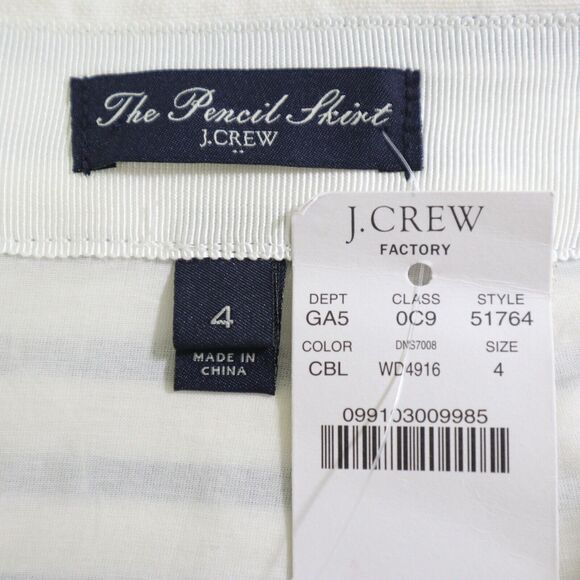 The Pencil Skirt
J.CREW
4
MADE IN
CHINA
J.CREW
FACTORY
DEPT CLASS STYLE
GA5 0C9 51764
COLOR DNS7008 SIZE
CBL WD4916 4
099103009985